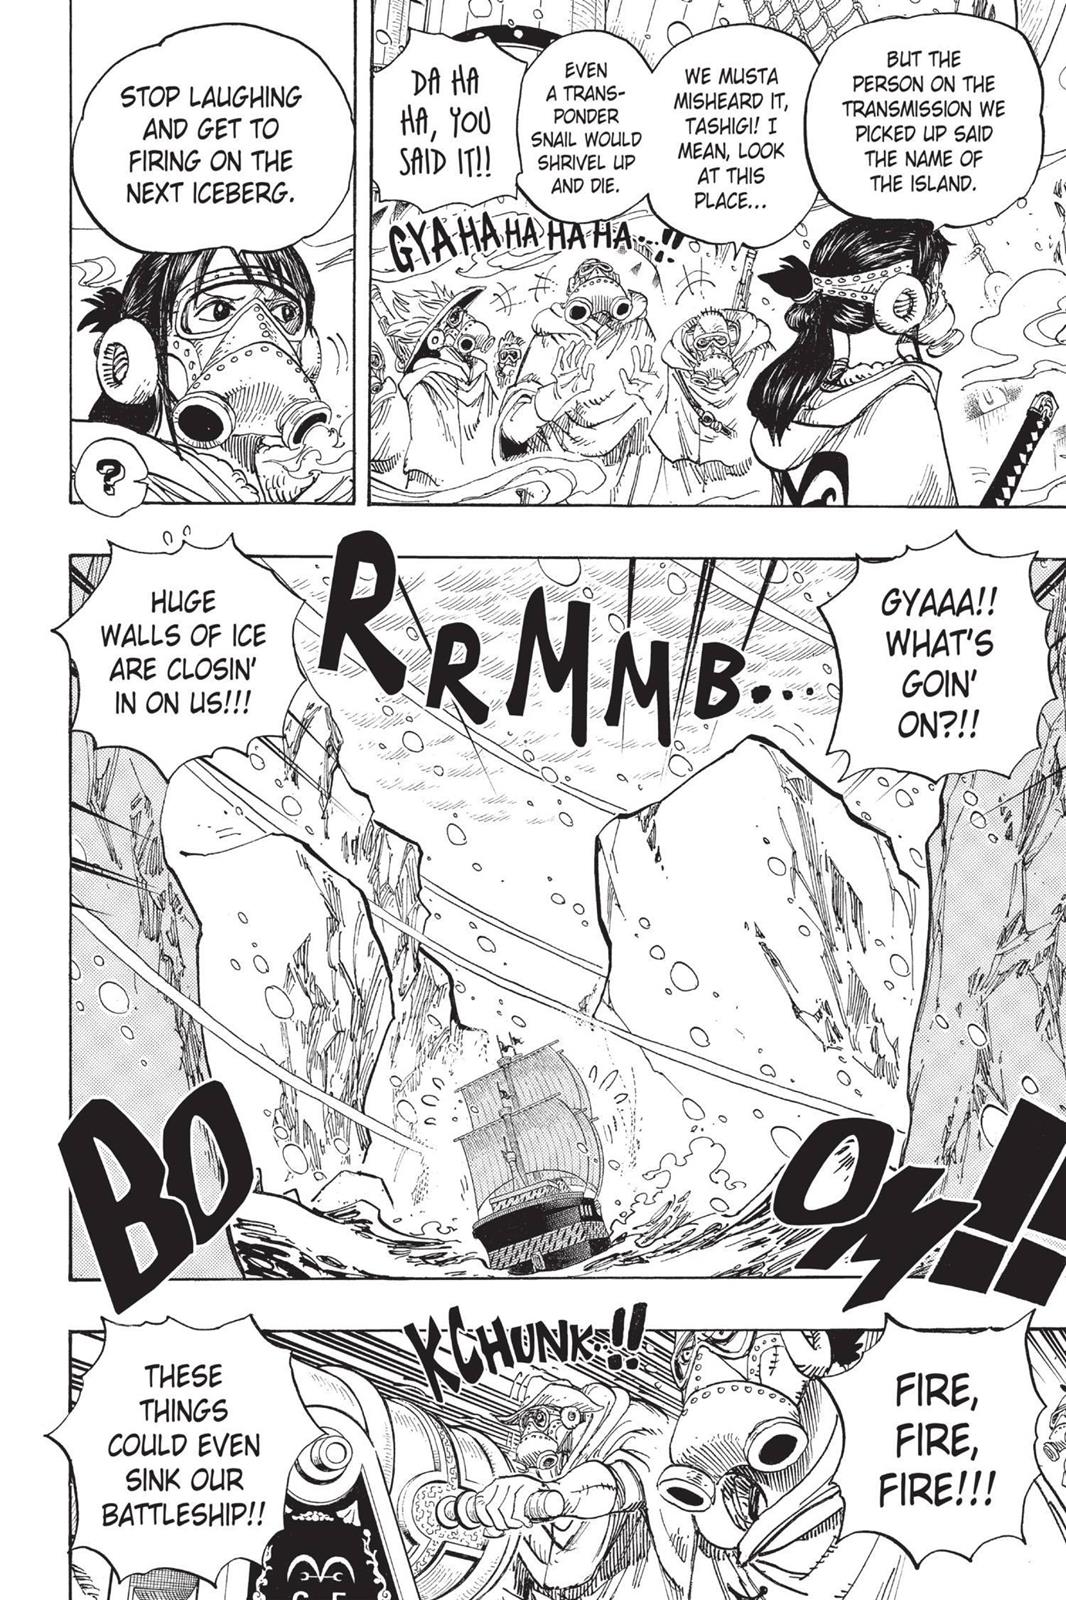 BUT THE
PERSON ON THE
TRANSMISSION WE
PICKED UP SAID
THE NAME OF
THE ISLAND.
WE MUSTA
MISHEARD IT,
TASHIGI! I
MEAN, LOOK
AT THIS
PLACE...
EVEN
A TRANS-
PONDER
SNAIL WOULD
SHRIVEL UP
AND DIE.
DA HA
HA, YOU
SAID IT!!
GYAHAHAHAHA...!!
STOP LAUGHING
AND GET TO
FIRING ON THE
NEXT ICEBERG.
?
GYAAA!!
WHAT'S
GOIN'
ON?!!
RRMMB...
HUGE
WALLS OF ICE
ARE CLOSIN'
IN ON US!!!
BOOM!!
FIRE,
FIRE,
FIRE!!!
KCHUNK!!
THESE
THINGS
COULD EVEN
SINK OUR
BATTLESHIP!!
G-5